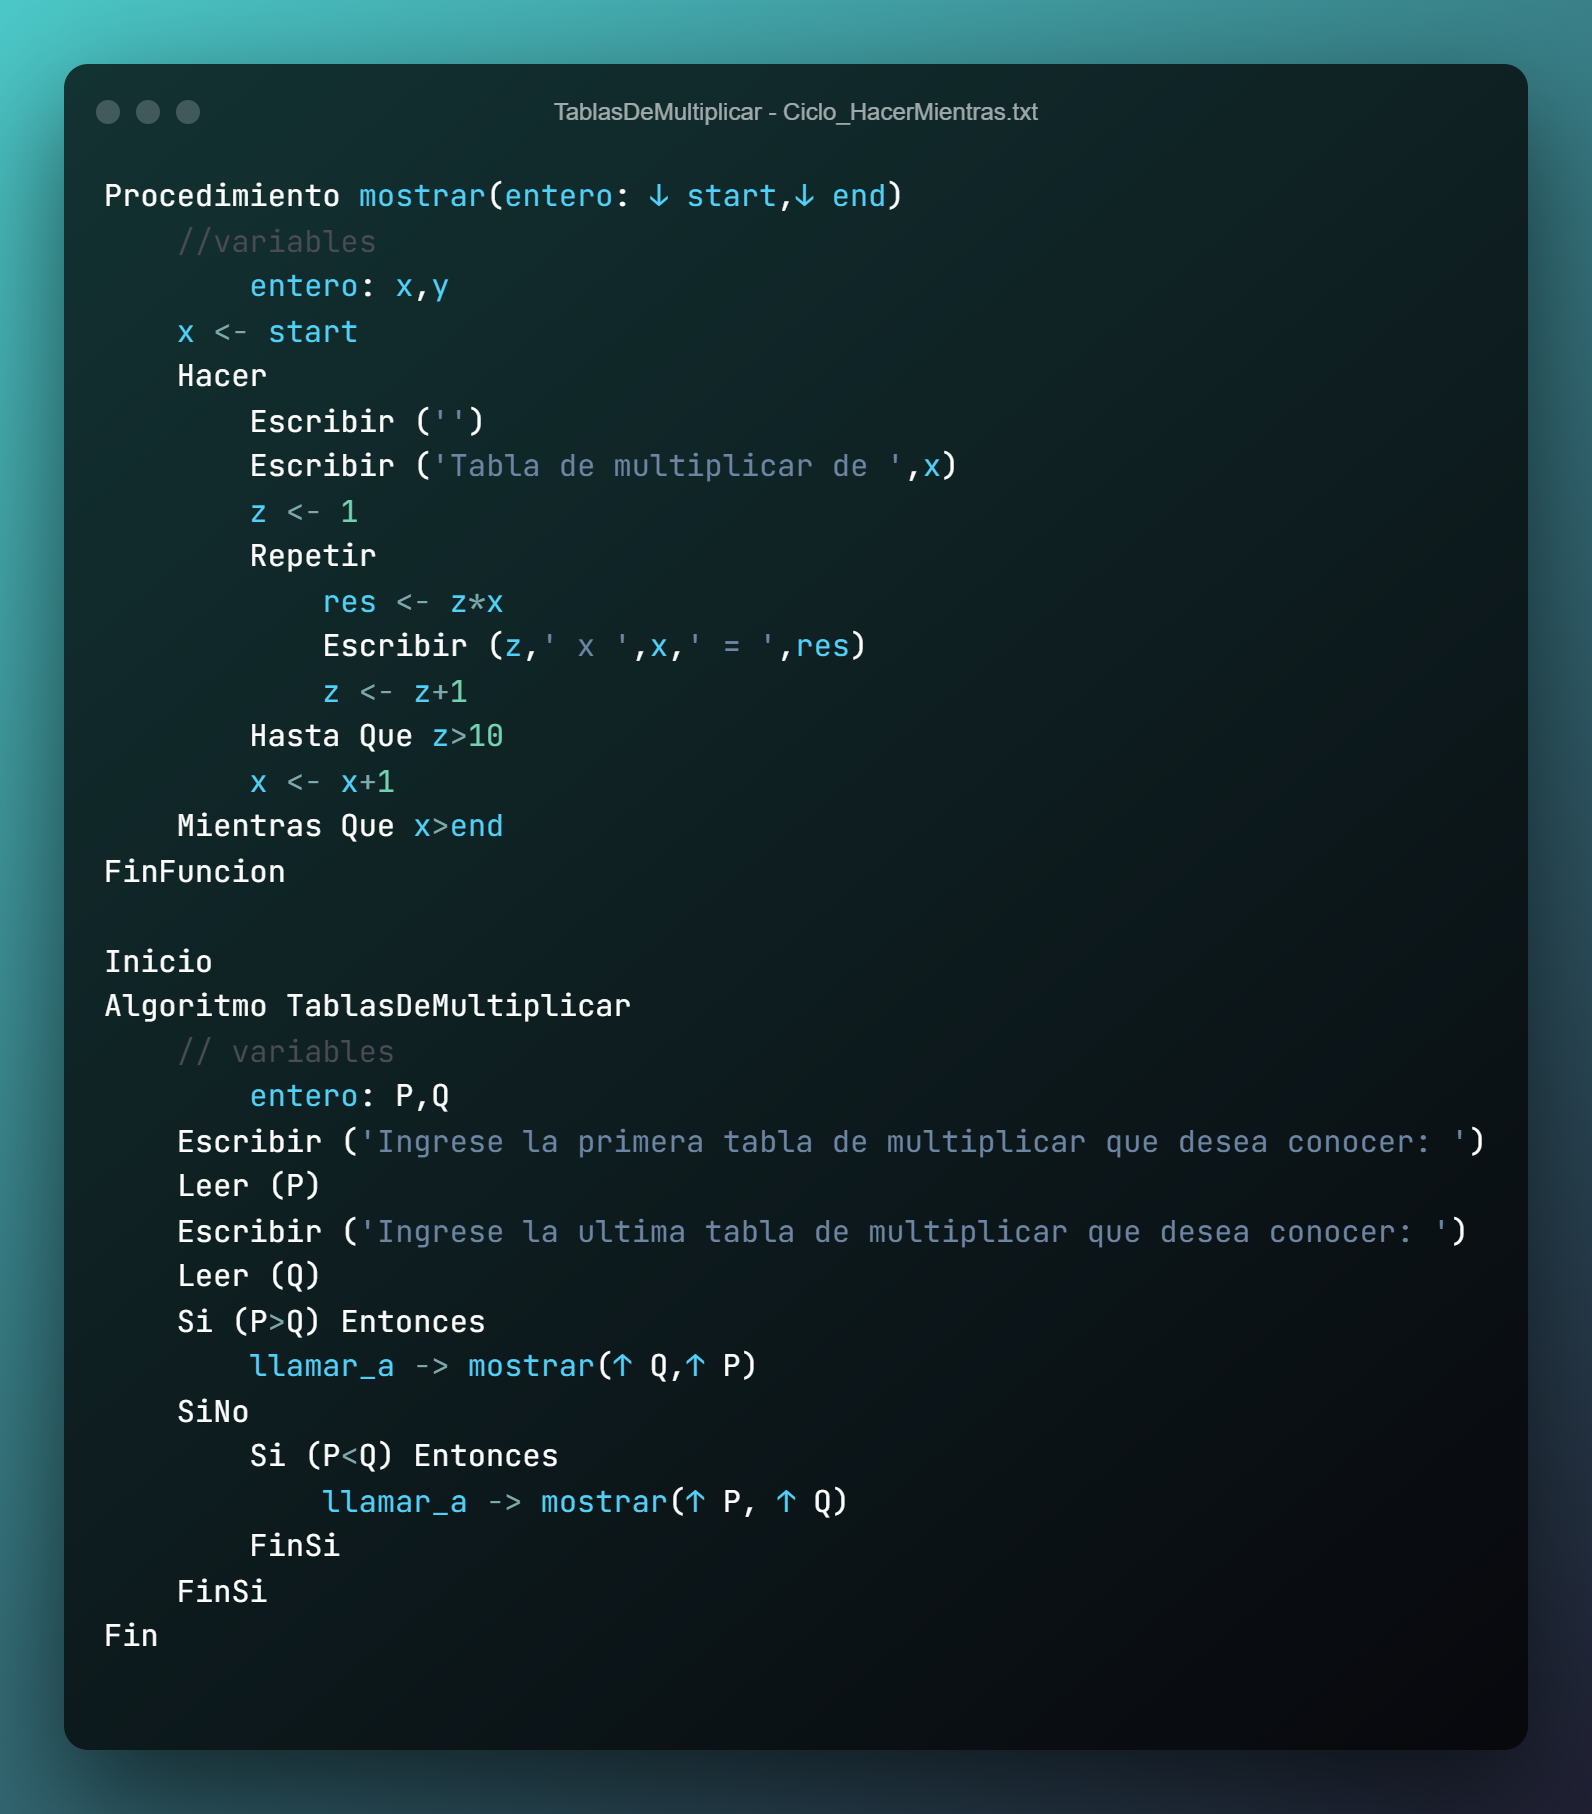 TablasDeMultiplicar - Ciclo_HacerMientras.txt
Procedimiento mostrar(entero: ↓ start,↓ end)
    //variables
        entero: x,y
    x <- start
    Hacer
        Escribir ('')
        Escribir ('Tabla de multiplicar de ',x)
        z <- 1
        Repetir
            res <- z*x
            Escribir (z,' x ',x,' = ',res)
            z <- z+1
        Hasta Que z>10
        x <- x+1
    Mientras Que x>end
FinFuncion

Inicio
Algoritmo TablasDeMultiplicar
    // variables
        entero: P,Q
    Escribir ('Ingrese la primera tabla de multiplicar que desea conocer: ')
    Leer (P)
    Escribir ('Ingrese la ultima tabla de multiplicar que desea conocer: ')
    Leer (Q)
    Si (P>Q) Entonces
        llamar_a -> mostrar(↑ Q,↑ P)
    SiNo
        Si (P<Q) Entonces
            llamar_a -> mostrar(↑ P, ↑ Q)
        FinSi
    FinSi
Fin